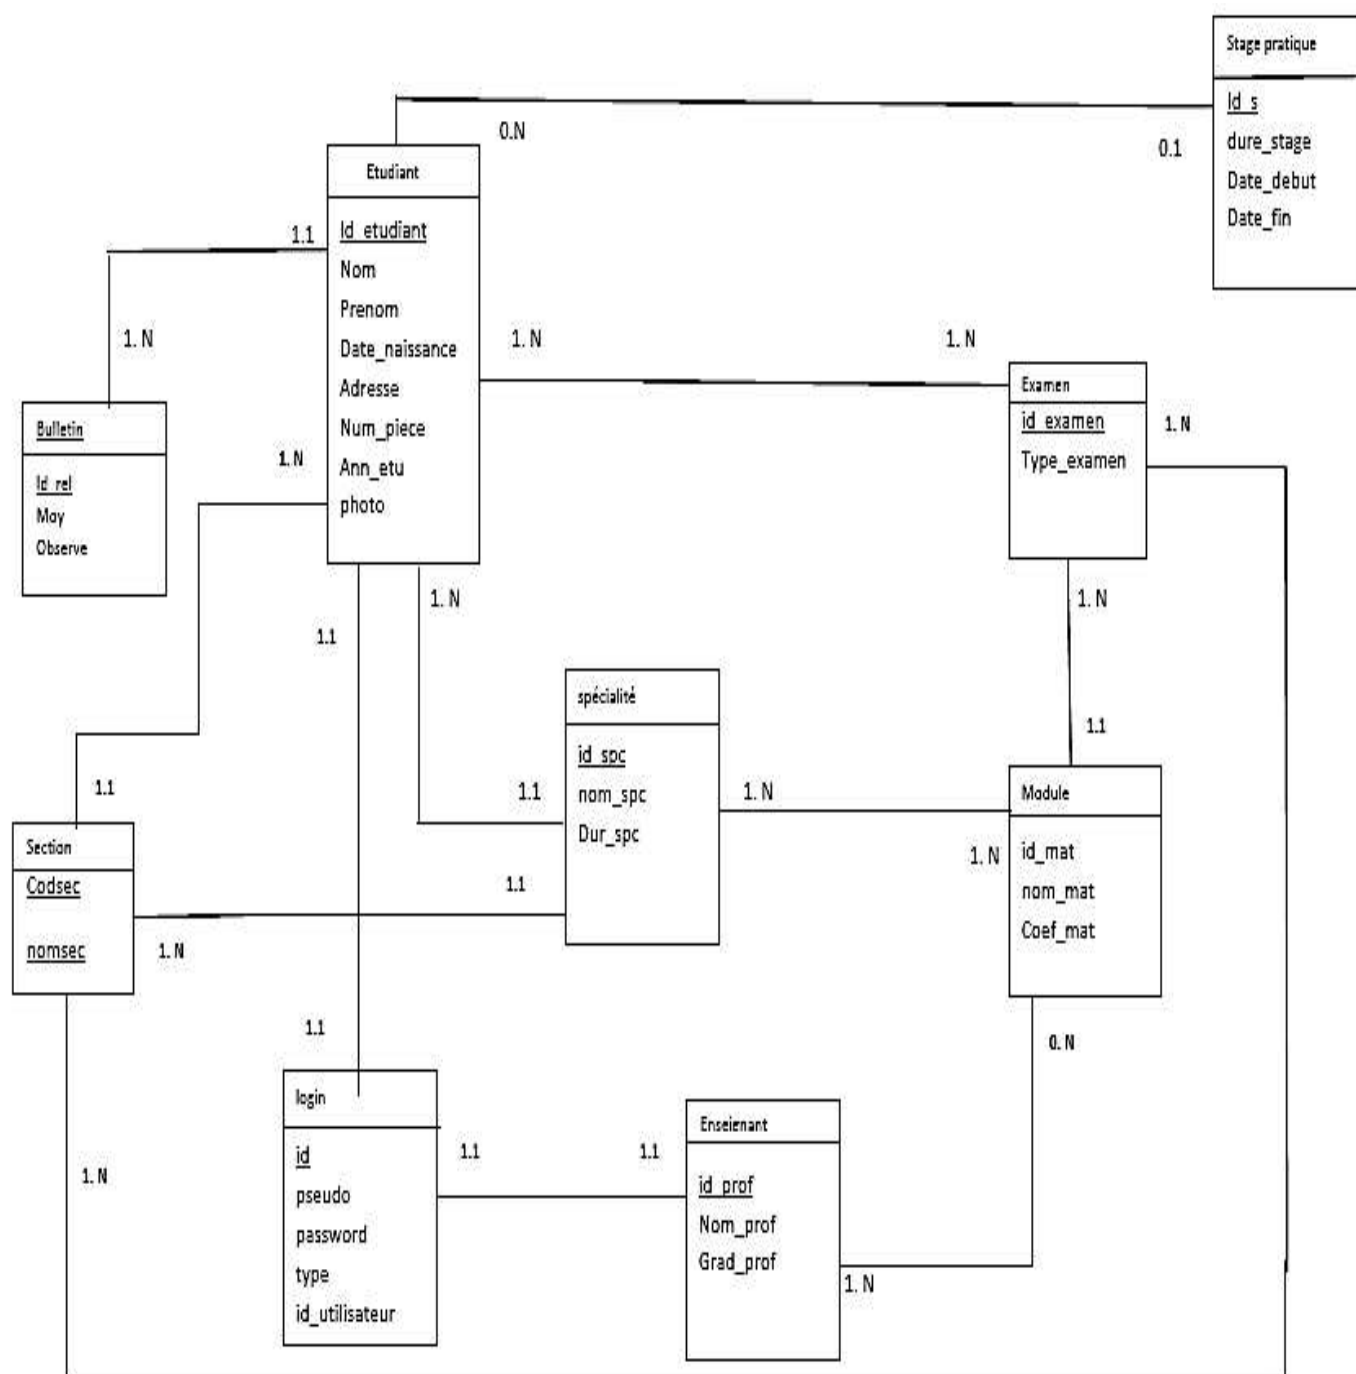 Stage pratique
Id_s
dure_stage
Date_debut
Date_fin
0.N
0.1
Etudiant
Id_etudiant
Nom
Prenom
Date_naissance
Adresse
Num_piece
Ann_etu
photo
1.1
1. N
Bulletin
Id_rel
Moy
Observe
1. N
1. N
Examen
id_examen
Type_examen
1. N
1. N
1. N
1.1
1. N
1.1
spécialité
id_spc
nom_spc
Dur_spc
1.1
1. N
1. N
Module
id_mat
nom_mat
Coef_mat
1.1
Section
Codsec
nomsec
1.1
1. N
1.1
0. N
login
id
pseudo
password
type
id_utilisateur
1.1
1.1
Enseienant
id_prof
Nom_prof
Grad_prof
1. N
1. N